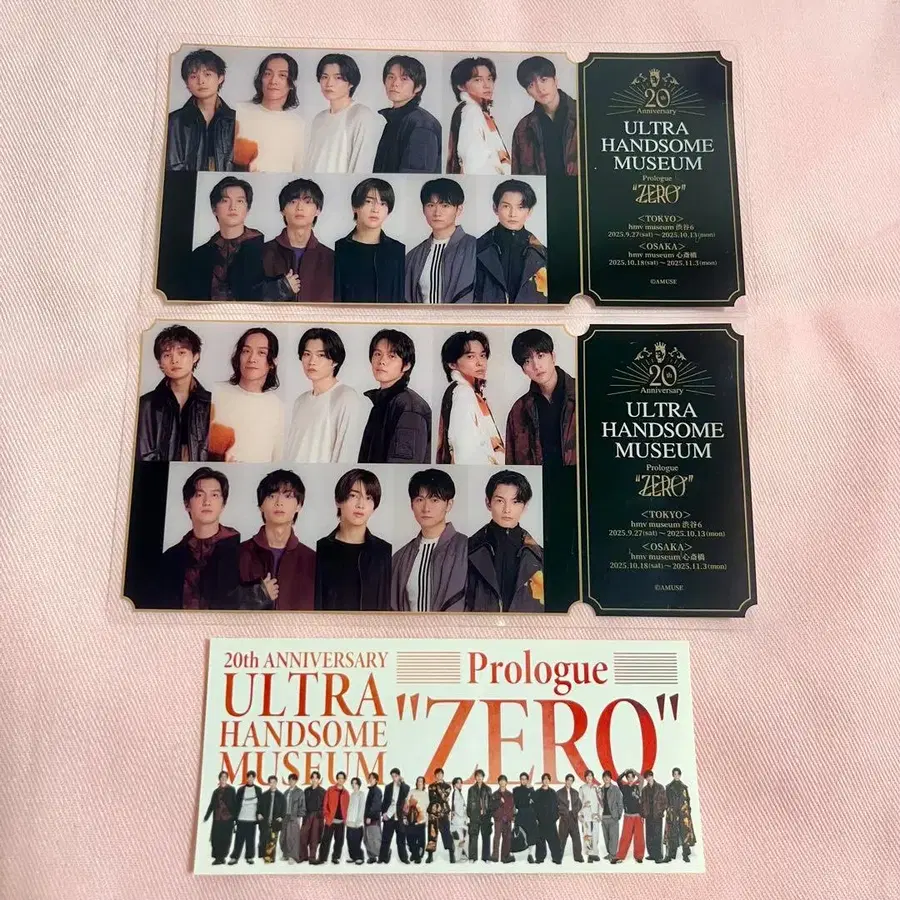 20th
Anniversary
ULTRA
HANDSOME
MUSEUM
Prologue
"ZERO"
<TOKYO>
hmv museum 渋谷6
2025.9.27(sat)～2025.10.13(mon)
<OSAKA>
hmv museum 心斎橋
2025.10.18(sat)～2025.11.3(mon)
©AMUSE
20th
Anniversary
ULTRA
HANDSOME
MUSEUM
Prologue
"ZERO"
<TOKYO>
hmv museum 渋谷6
2025.9.27(sat)～2025.10.13(mon)
<OSAKA>
hmv museum 心斎橋
2025.10.18(sat)～2025.11.3(mon)
©AMUSE
20th ANNIVERSARY
ULTRA
HANDSOME
MUSEUM
Prologue
"ZERO"